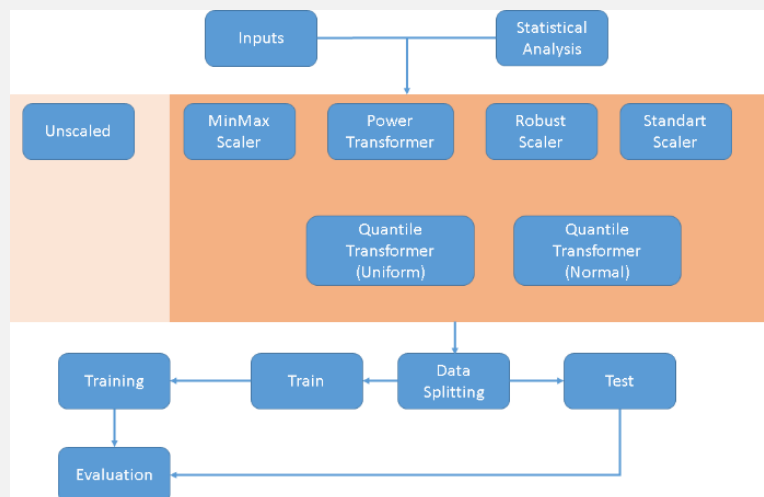 Inputs
Statistical
Analysis
Unscaled
MinMax
Scaler
Power
Transformer
Robust
Scaler
Standart
Scaler
Quantile
Transformer
(Uniform)
Quantile
Transformer
(Normal)
Training
Train
Data
Splitting
Test
Evaluation